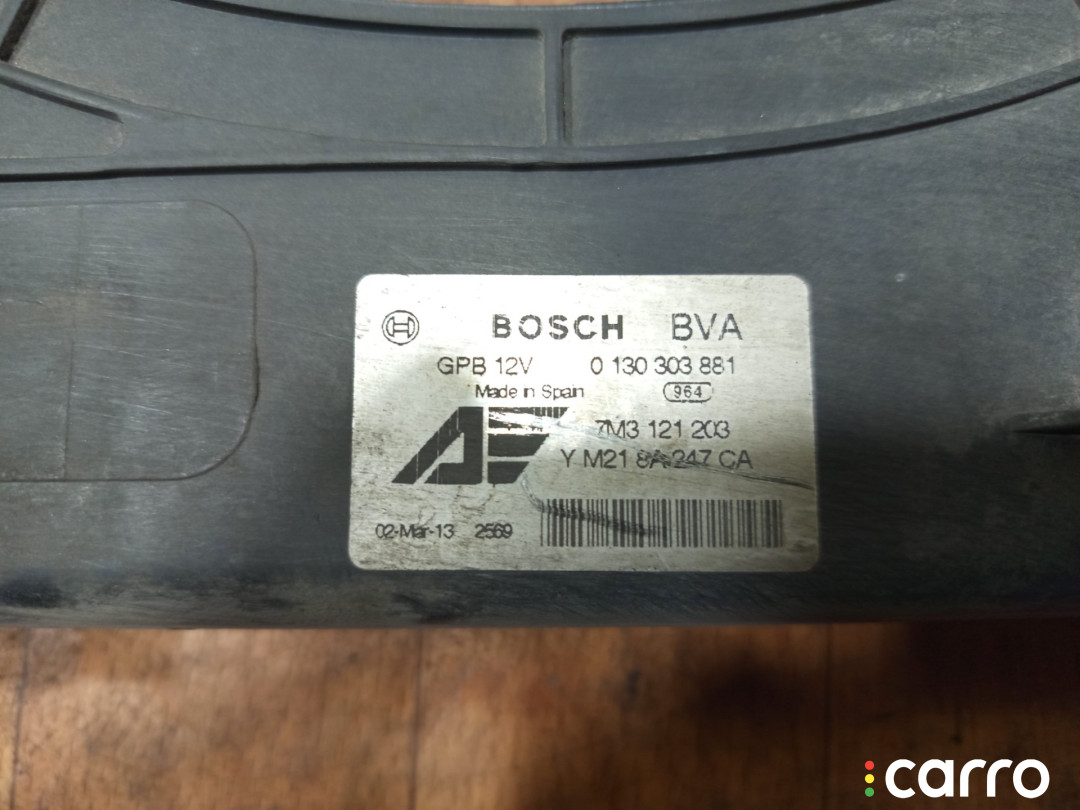 BOSCH BVA
GPB 12V 0 130 303 881
Made in Spain 964
AF 7M3 121 203
Y M21 8A 247 CA
02-Mar-13 2569
carro